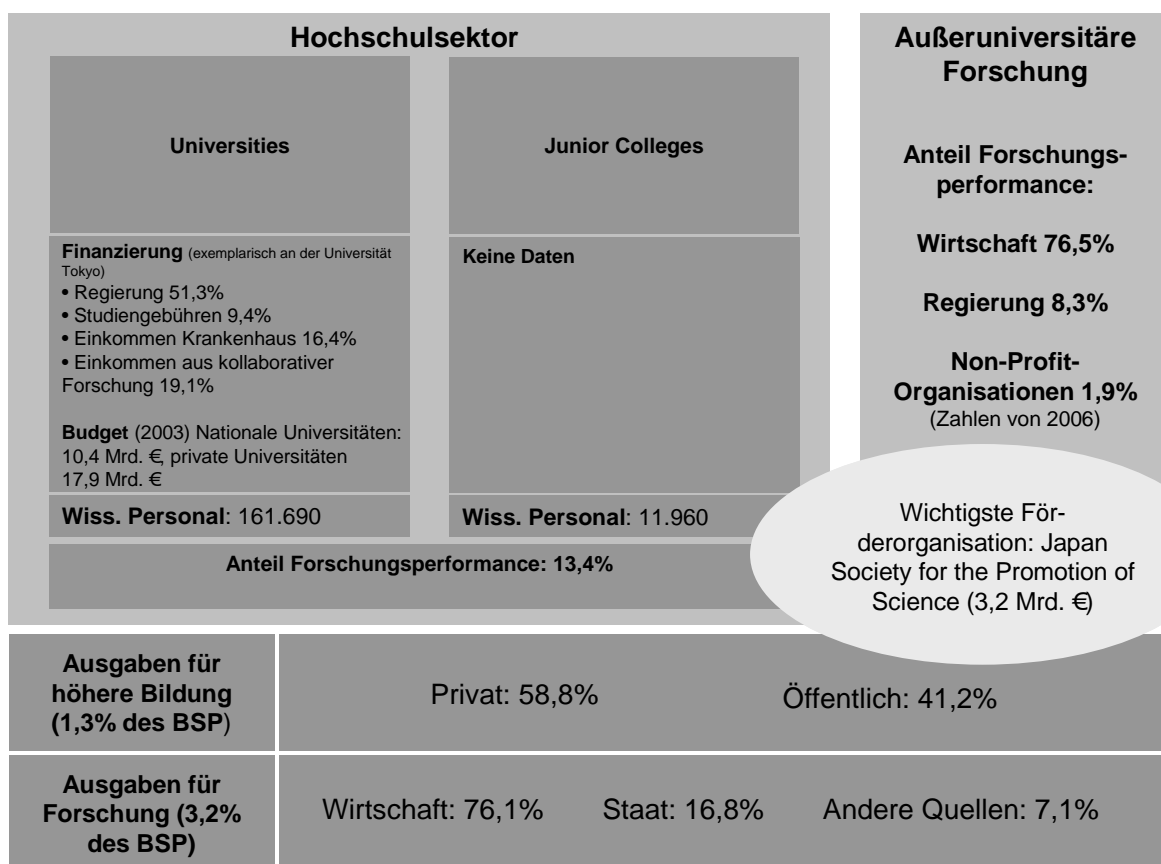 Hochschulsektor
Universities
Finanzierung (exemplarisch an der Universität
Tokyo)
• Regierung 51,3%
• Studiengebühren 9,4%
• Einkommen Krankenhaus 16,4%
• Einkommen aus kollaborativer
Forschung 19,1%
Budget (2003) Nationale Universitäten:
10,4 Mrd. €, private Universitäten
17,9 Mrd. €
Wiss. Personal: 161.690
Junior Colleges
Keine Daten
Wiss. Personal: 11.960
Anteil Forschungsperformance: 13,4%
Außeruniversitäre
Forschung
Anteil Forschungs-
performance:
Wirtschaft 76,5%
Regierung 8,3%
Non-Profit-
Organisationen 1,9%
(Zahlen von 2006)
Wichtigste För-
derorganisation: Japan
Society for the Promotion of
Science (3,2 Mrd. €)
Ausgaben für
höhere Bildung
(1,3% des BSP)
Privat: 58,8%
Öffentlich: 41,2%
Ausgaben für
Forschung (3,2%
des BSP)
Wirtschaft: 76,1%
Staat: 16,8%
Andere Quellen: 7,1%